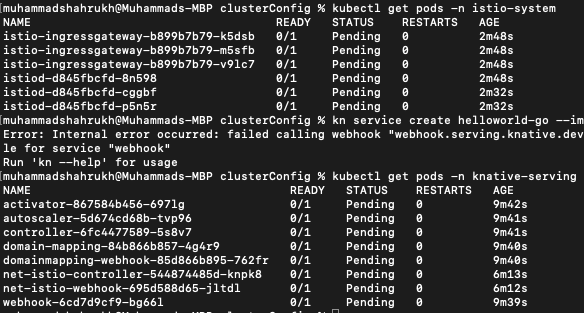 [muhammadshahrukh@Muhammads-MBP clusterConfig % kubectl get pods -n istio-system
NAME READY STATUS RESTARTS AGE
istio-ingressgateway-b899b7b79-k5dsb 0/1 Pending 0 2m48s
istio-ingressgateway-b899b7b79-m5sfb 0/1 Pending 0 2m48s
istio-ingressgateway-b899b7b79-v9lc7 0/1 Pending 0 2m48s
istiod-d845fbcfd-8n598 0/1 Pending 0 2m48s
istiod-d845fbcfd-cggbf 0/1 Pending 0 2m32s
istiod-d845fbcfd-p5n5r 0/1 Pending 0 2m32s
[muhammadshahrukh@Muhammads-MBP clusterConfig % kn service create helloworld-go --im
Error: Internal error occurred: failed calling webhook "webhook.serving.knative.dev
le for service "webhook"
Run 'kn --help' for usage
[muhammadshahrukh@Muhammads-MBP clusterConfig % kubectl get pods -n knative-serving
NAME READY STATUS RESTARTS AGE
activator-867584b456-697lg 0/1 Pending 0 9m42s
autoscaler-5d674cd68b-tvp96 0/1 Pending 0 9m41s
controller-6fc4477589-5s8v7 0/1 Pending 0 9m41s
domain-mapping-84b866b857-4g4r9 0/1 Pending 0 9m40s
domainmapping-webhook-85d866b895-762fr 0/1 Pending 0 9m40s
net-istio-controller-544874485d-knpk8 0/1 Pending 0 6m13s
net-istio-webhook-695d588d65-jltdl 0/1 Pending 0 6m12s
webhook-6cd7d9cf9-bg66l 0/1 Pending 0 9m39s